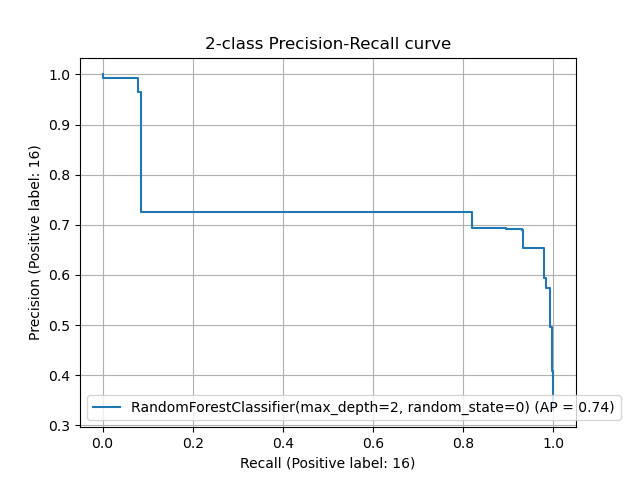 2-class Precision-Recall curve
1.0
0.9
0.8
0.7
0.6
0.5
0.4
0.3
Precision (Positive label: 16)
RandomForestClassifier(max_depth=2, random_state=0) (AP = 0.74)
0.0 0.2 0.4 0.6 0.8 1.0
Recall (Positive label: 16)